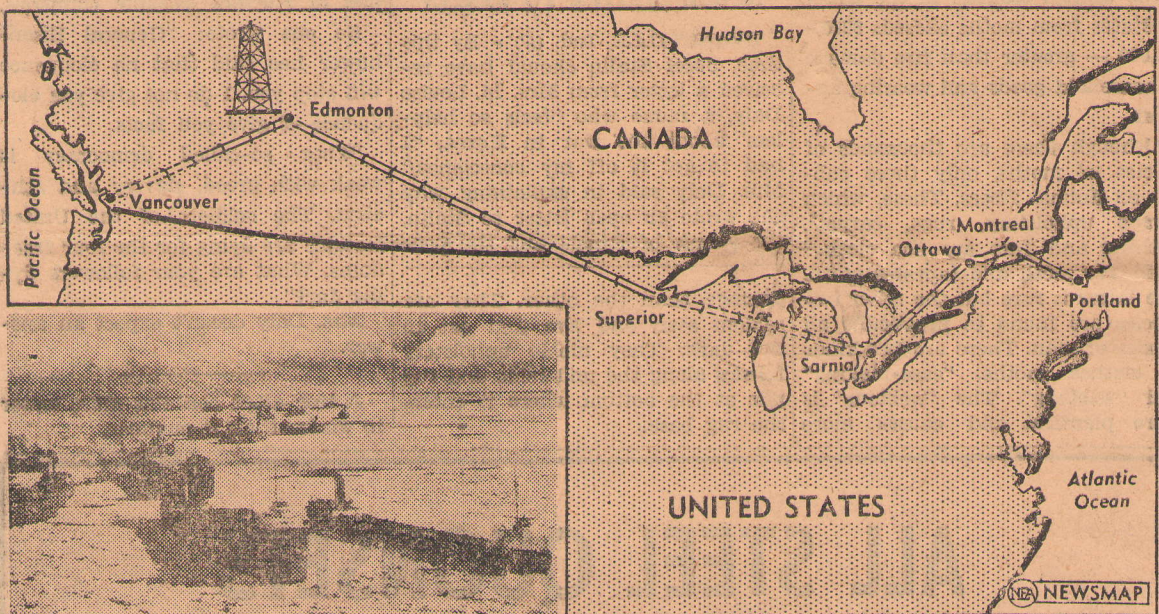 Hudson Bay
Edmonton
CANADA
Pacific Ocean
Vancouver
Montreal
Ottawa
Superior
Portland
Sarnia
Atlantic
Ocean
UNITED STATES
NEA NEWSMAP